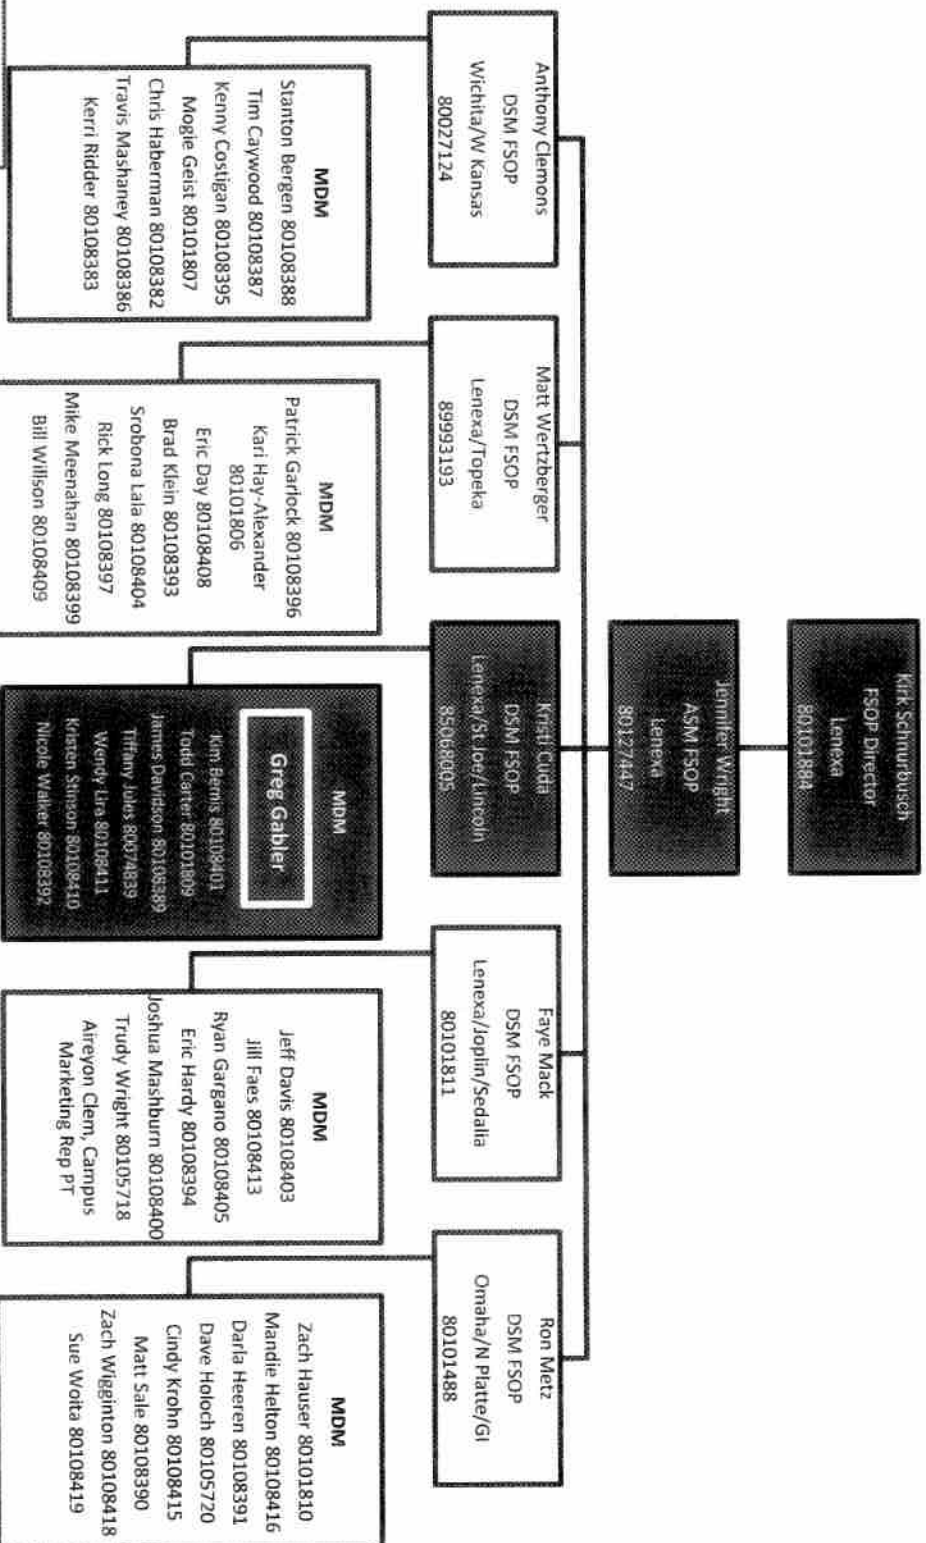 Kirk Schnurbusch
FSOP Director
Lenexa
80101884
Jennifer Wright
ASM FSOP
Lenexa
80127447
Anthony Clemons
DSM FSOP
Wichita/W Kansas
80027124
Matt Wertzberger
DSM FSOP
Lenexa/Topeka
89993193
Kristi Cuda
DSM FSOP
Lenexa/St Joe/Lincoln
85068005
Faye Mack
DSM FSOP
Lenexa/Joplin/Sedalia
80101811
Ron Metz
DSM FSOP
Omaha/N Platte/GI
80101488
MDM
Stanton Bergen 80108388
Tim Caywood 80108387
Kenny Costigan 80108395
Mogie Geist 80101807
Chris Haberman 80108382
Travis Mashaney 80108386
Kerri Ridder 80108383
MDM
Patrick Garlock 80108396
Kari Hay-Alexander
80101806
Eric Day 80108408
Brad Klein 80108393
Srobona Lala 80108404
Rick Long 80108397
Mike Meenahan 80108399
Bill Willson 80108409
MDM
Greg Gabler
Kim Bemis 80108401
Todd Carter 80101809
James Davidson 80108389
Tiffany Joles 80074839
Wendy Lira 80108411
Kristen Stinson 80108410
Nicole Walker 80108392
MDM
Jeff Davis 80108403
Jill Faes 80108413
Ryan Gargano 80108405
Eric Hardy 80108394
Joshua Mashburn 80108400
Trudy Wright 80105718
Aireyon Clem, Campus
Marketing Rep PT
MDM
Zach Hauser 80101810
Mandie Helton 80108416
Darla Heeren 80108391
Dave Holoch 80105720
Cindy Krohn 80108415
Matt Sale 80108390
Zach Wigginton 80108418
Sue Woita 80108419